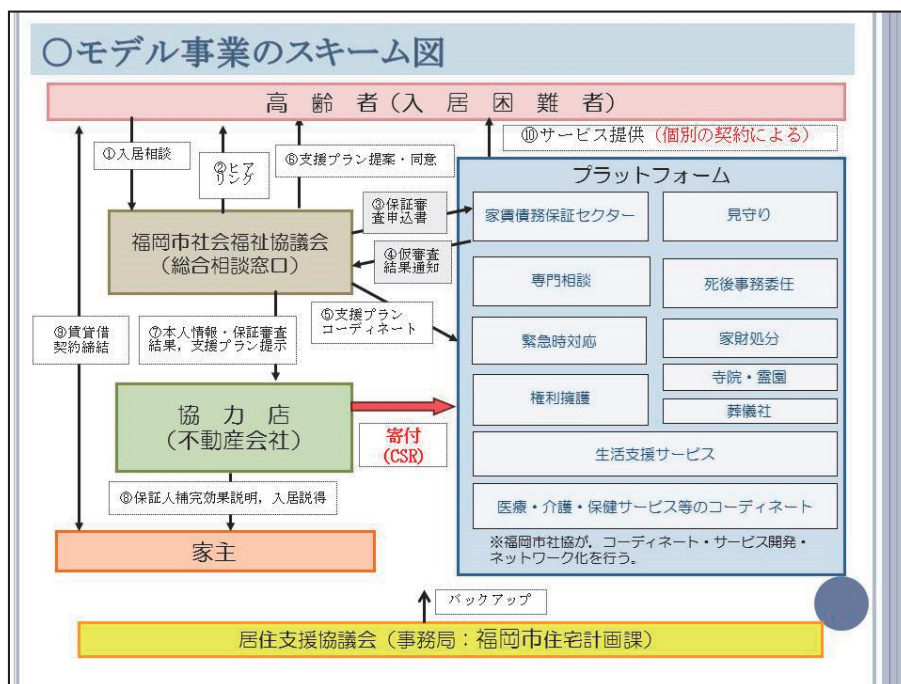 〇モデル事業のスキーム図
高齢者(入居困難者)
①入居相談
②ヒア
リング
⑥支援プラン提案・同意
⑩サービス提供(個別の契約による)
福岡市社会福祉協議会
(総合相談窓口)
③保証審
査申込書
④仮審査
結果通知
⑤支援プラン
コーディネート
⑨賃貸借
契約締結
⑦本人情報・保証審査
結果,支援プラン提示
協力店
(不動産会社)
寄付
(CSR)
⑧保証人補完効果説明,入居説得
家主
プラットフォーム
家賃債務保証セクター
見守り
専門相談
死後事務委任
緊急時対応
家財処分
権利擁護
寺院・霊園
葬儀社
生活支援サービス
医療・介護・保健サービス等のコーディネート
※福岡市社協が,コーディネート・サービス開発・
ネットワーク化を行う。
バックアップ
居住支援協議会(事務局:福岡市住宅計画課)